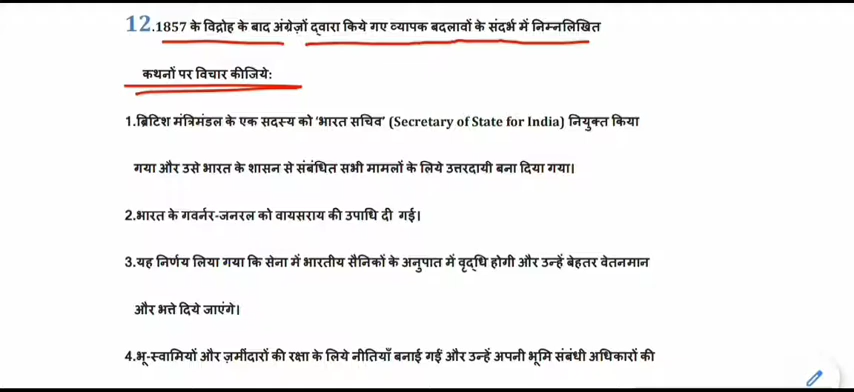 12.1857 के विद्रोह के बाद अंग्रेज़ों द्वारा किये गए व्यापक बदलावों के संदर्भ में निम्नलिखित
कथनों पर विचार कीजिये:
1.ब्रिटिश मंत्रिमंडल के एक सदस्य को 'भारत सचिव' (Secretary of State for India) नियुक्त किया
गया और उसे भारत के शासन से संबंधित सभी मामलों के लिये उत्तरदायी बना दिया गया।
2.भारत के गवर्नर-जनरल को वायसराय की उपाधि दी गई।
3.यह निर्णय लिया गया कि सेना में भारतीय सैनिकों के अनुपात में वृद्धि होगी और उन्हें बेहतर वेतनमान
और भत्ते दिये जाएंगे।
4.भू-स्वामियों और ज़मींदारों की रक्षा के लिये नीतियाँ बनाई गईं और उन्हें अपनी भूमि संबंधी अधिकारों की